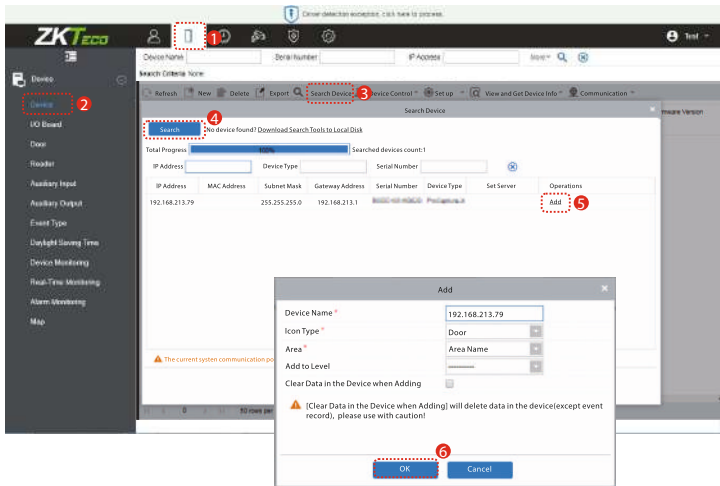 Driver detection exception, click here to process.
ZKTeco
1
Test
Device Name Serial Number IP Address More Q
Search Criteria None
Device
Refresh New Delete Export Search Device 3 Device Control Set up View and Get Device Info Communication
Device 2
Search Device
4
Search No device found? Download Search Tools to Local Disk
I/O Board
Door
Total Progress 100% Searched devices count:1
Reader
IP Address Device Type Serial Number
Auxiliary Input
IP Address MAC Address Subnet Mask Gateway Address Serial Number Device Type Set Server Operations
Auxiliary Output
192.168.213.79 255.255.255.0 192.168.213.1 Add 5
Event Type
Daylight Saving Time
Device Monitoring
Real-Time Monitoring
Alarm Monitoring
Map
Add
Device Name * 192.168.213.79
Icon Type * Door
Area * Area Name
Add to Level ---------
Clear Data in the Device when Adding
The current systen communication po
[Clear Data in the Device when Adding] will delete data in the device(except event
record), please use with caution!
50 rows per
6
OK Cancel